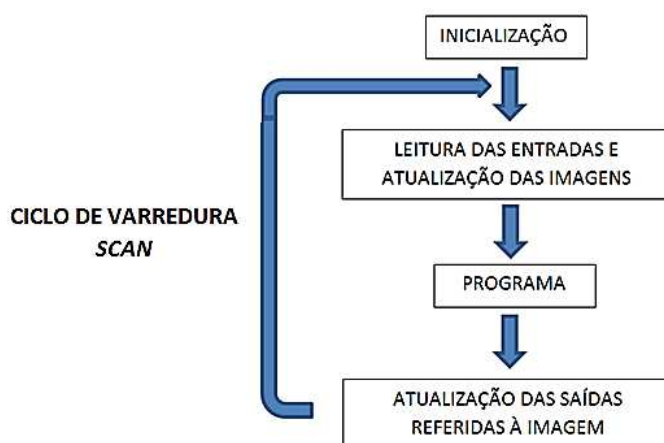 INICIALIZAÇÃO
LEITURA DAS ENTRADAS E
ATUALIZAÇÃO DAS IMAGENS
CICLO DE VARREDURA
SCAN
PROGRAMA
ATUALIZAÇÃO DAS SAÍDAS
REFERIDAS À IMAGEM